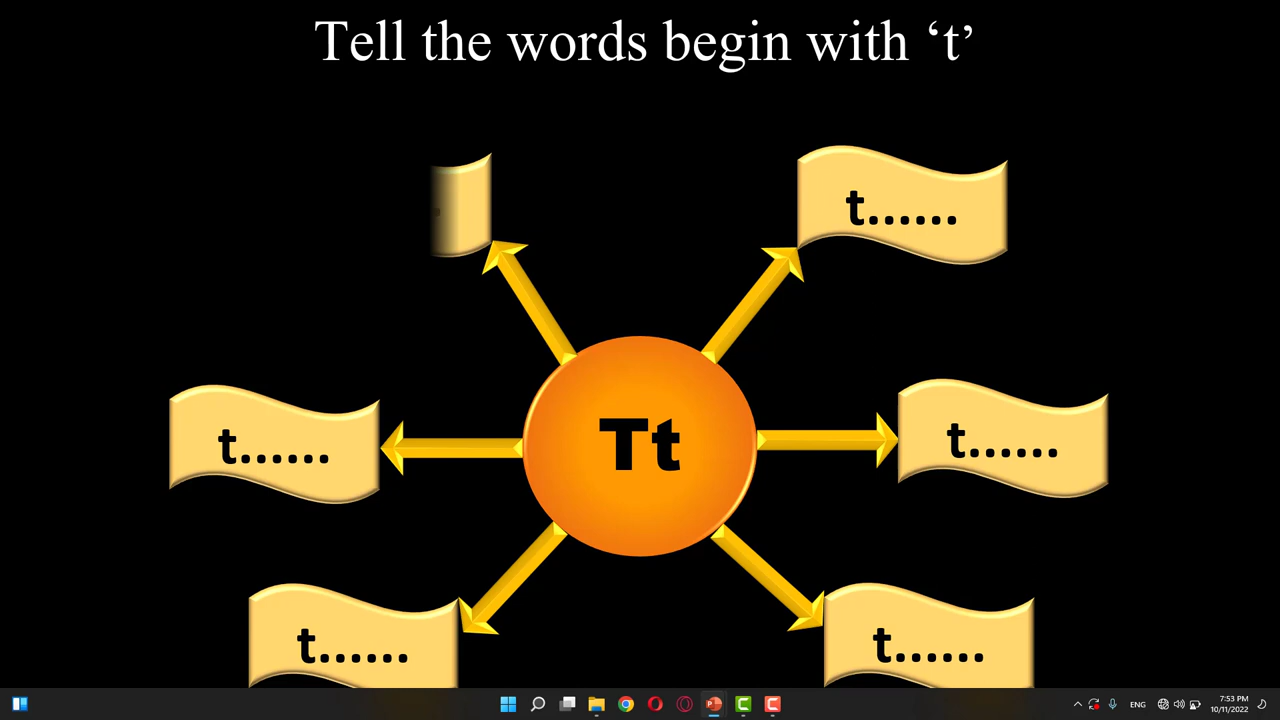 Tell the words begin with ‘t’
t......
t......
Tt
t......
t......
t......
ENG
7:53 PM
10/11/2022